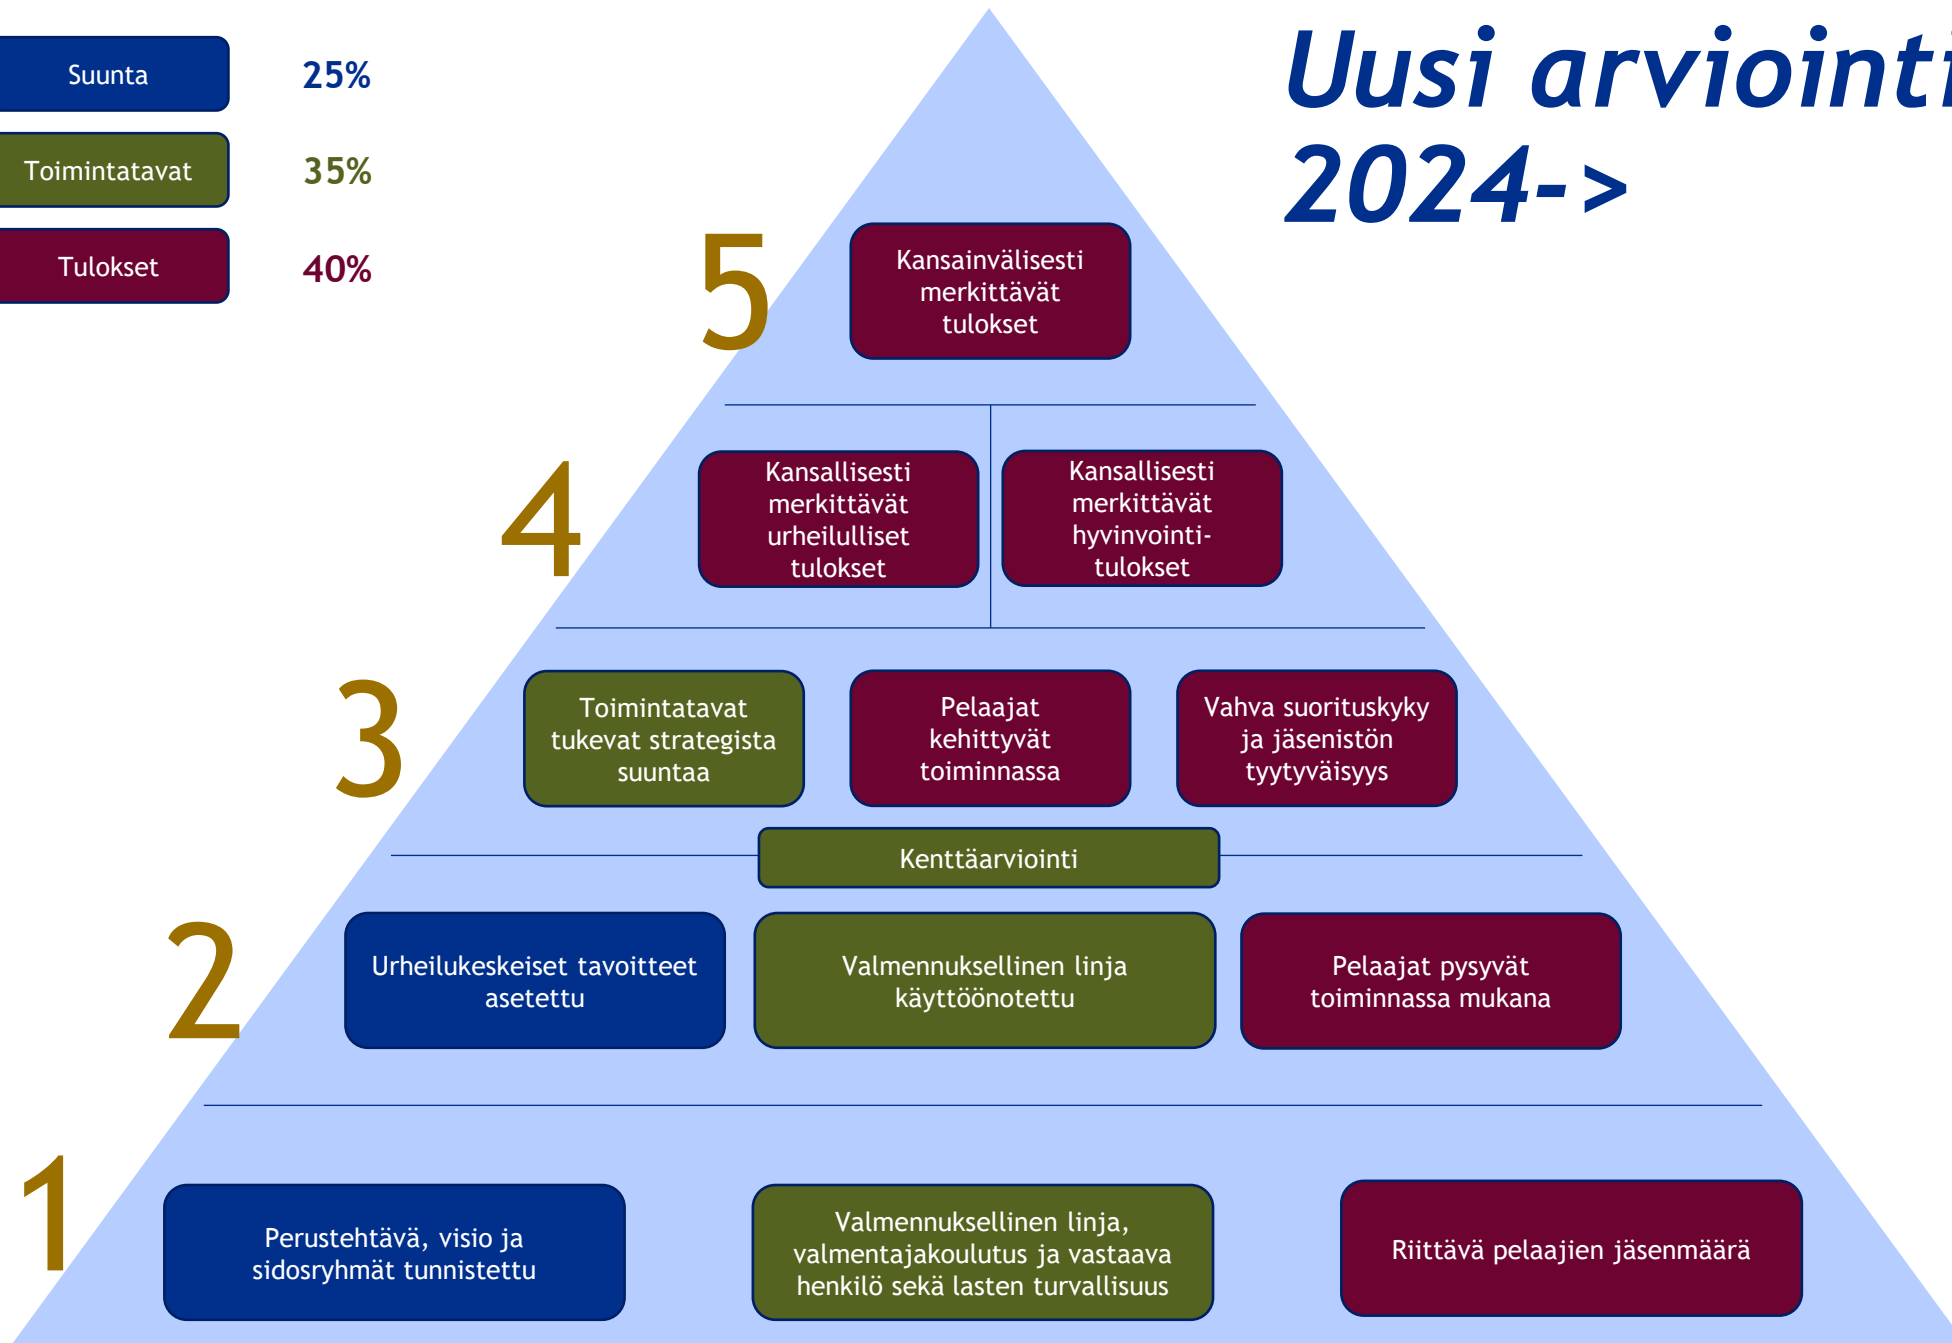 Suunta
25%
Toimintatavat
35%
Tulokset
40%
Uusi arviointi
2024->
5
Kansainvälisesti
merkittävät
tulokset
4
Kansallisesti
merkittävät
urheilulliset
tulokset
Kansallisesti
merkittävät
hyvinvointi-
tulokset
3
Toimintatavat
tukevat strategista
suuntaa
Pelaajat
kehittyvät
toiminnassa
Vahva suorituskyky
ja jäsenistön
tyytyväisyys
Kenttäarviointi
2
Urheilukeskeiset tavoitteet
asetettu
Valmennuksellinen linja
käyttöönotettu
Pelaajat pysyvät
toiminnassa mukana
1
Perustehtävä, visio ja
sidosryhmät tunnistettu
Valmennuksellinen linja,
valmentajakoulutus ja vastaava
henkilö sekä lasten turvallisuus
Riittävä pelaajien jäsenmäärä